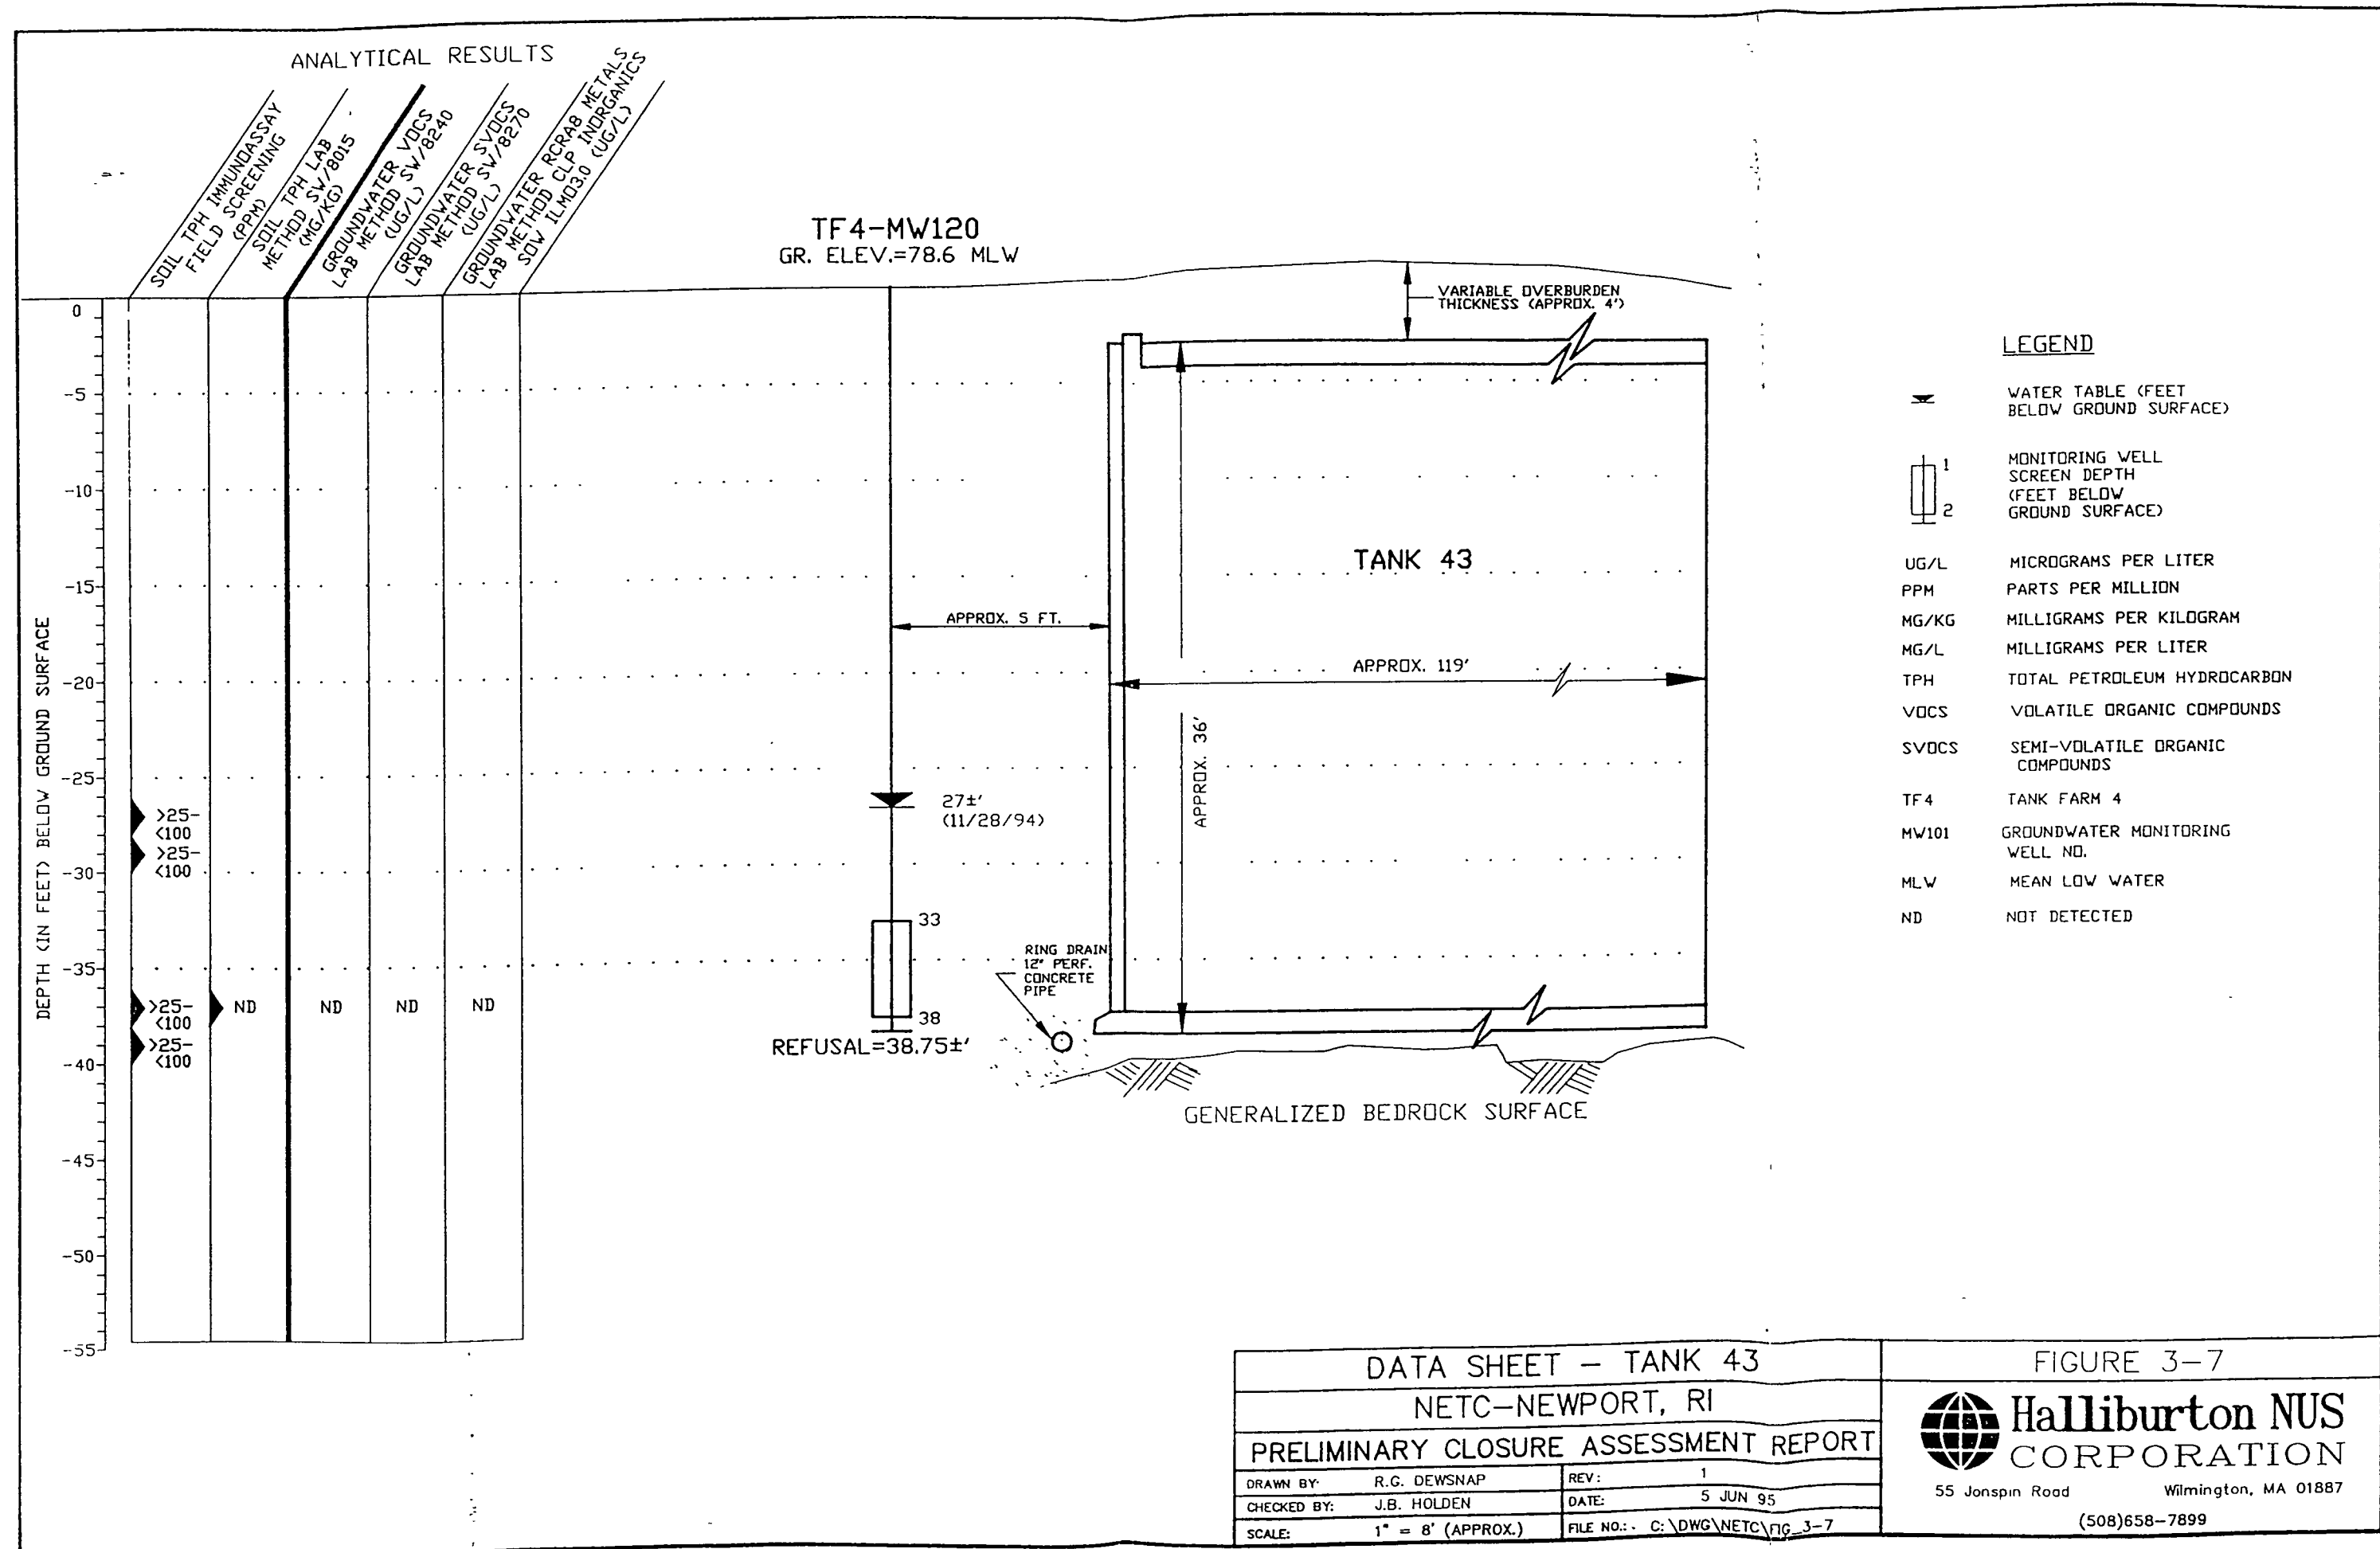 ANALYTICAL RESULTS
SOIL TPH IMMUNOASSAY
FIELD SCREENING
(PPM)
SOIL TPH LAB
METHOD SW/8015
(MG/KG)
GROUNDWATER VOCS
LAB METHOD SW/8240
(UG/L)
GROUNDWATER SVOCS
LAB METHOD SW/8270
(UG/L)
GROUNDWATER RCRA8 METALS
LAB METHOD CLP INORGANICS
SOW ILMO3.0 (UG/L)
TF4-MW120
GR. ELEV.=78.6 MLW
VARIABLE OVERBURDEN
THICKNESS (APPROX. 4')
DEPTH (IN FEET) BELOW GROUND SURFACE
0
-5
-10
-15
-20
-25
-30
-35
-40
-45
-50
-55
>25-
<100
>25-
<100
>25-
<100
>25-
<100
ND
ND
ND
ND
TANK 43
APPROX. 5 FT.
APPROX. 119'
APPROX. 36'
27±'
(11/28/94)
33
38
REFUSAL=38.75±'
RING DRAIN
12" PERF.
CONCRETE
PIPE
GENERALIZED BEDROCK SURFACE
LEGEND
WATER TABLE (FEET
BELOW GROUND SURFACE)
1
2
MONITORING WELL
SCREEN DEPTH
(FEET BELOW
GROUND SURFACE)
UG/L MICROGRAMS PER LITER
PPM PARTS PER MILLION
MG/KG MILLIGRAMS PER KILOGRAM
MG/L MILLIGRAMS PER LITER
TPH TOTAL PETROLEUM HYDROCARBON
VOCS VOLATILE ORGANIC COMPOUNDS
SVOCS SEMI-VOLATILE ORGANIC
COMPOUNDS
TF4 TANK FARM 4
MW101 GROUNDWATER MONITORING
WELL NO.
MLW MEAN LOW WATER
ND NOT DETECTED
DATA SHEET - TANK 43
NETC-NEWPORT, RI
PRELIMINARY CLOSURE ASSESSMENT REPORT
DRAWN BY: R.G. DEWSNAP
REV: 1
CHECKED BY: J.B. HOLDEN
DATE: 5 JUN 95
SCALE: 1" = 8' (APPROX.)
FILE NO.: C:\DWG\NETC\FIG_3-7
FIGURE 3-7
Halliburton NUS
CORPORATION
55 Jonspin Road Wilmington, MA 01887
(508)658-7899